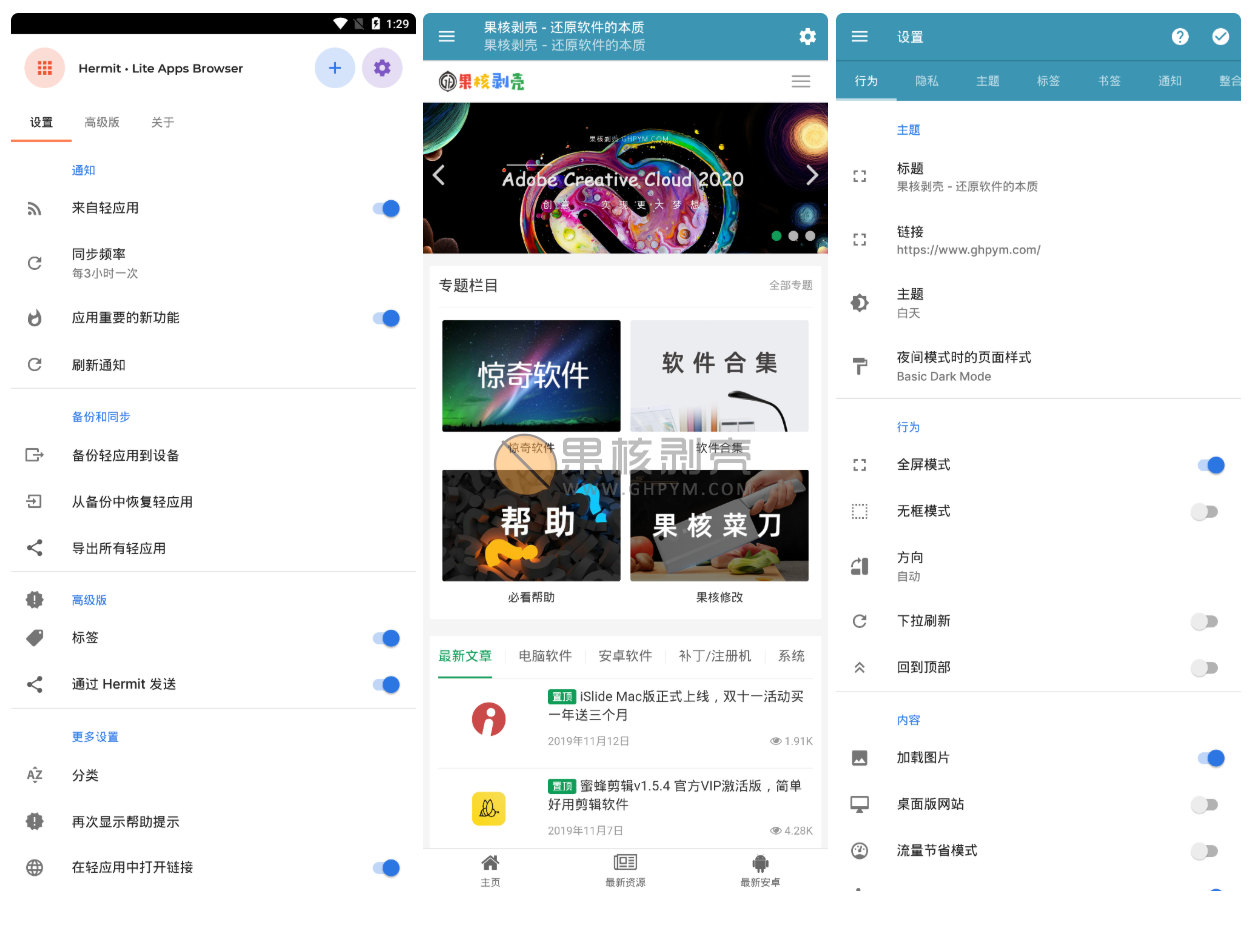 1:29
Hermit • Lite Apps Browser
设置
高级版
关于
通知
来自轻应用
同步频率
每3小时一次
应用重要的新功能
刷新通知
备份和同步
备份轻应用到设备
从备份中恢复轻应用
导出所有轻应用
高级版
标签
通过 Hermit 发送
更多设置
AZ
分类
再次显示帮助提示
在轻应用中打开链接
果核剥壳 - 还原软件的本质
果核剥壳 - 还原软件的本质
果核剥壳
果核剥壳 GHPYM.COM
Adobe Creative Cloud 2020
创意 · 实现更·大梦想
专题栏目
全部专题
惊奇软件
软件合集
惊奇软件
软件合集
果核剥壳
WWW.GHPYM.COM
帮助
果核菜刀
必看帮助
果核修改
最新文章
电脑软件
安卓软件
补丁/注册机
系统
置顶 iSlide Mac版正式上线，双十一活动买
一年送三个月
2019年11月12日
1.91K
置顶 蜜蜂剪辑v1.5.4 官方VIP激活版，简单
好用剪辑软件
2019年11月7日
4.28K
主页
最新资源
最新安卓
设置
行为
隐私
主题
标签
书签
通知
整合
主题
标题
果核剥壳 - 还原软件的本质
链接
https://www.ghpym.com/
主题
白天
夜间模式时的页面样式
Basic Dark Mode
行为
全屏模式
无框模式
方向
自动
下拉刷新
回到顶部
内容
加载图片
桌面版网站
流量节省模式